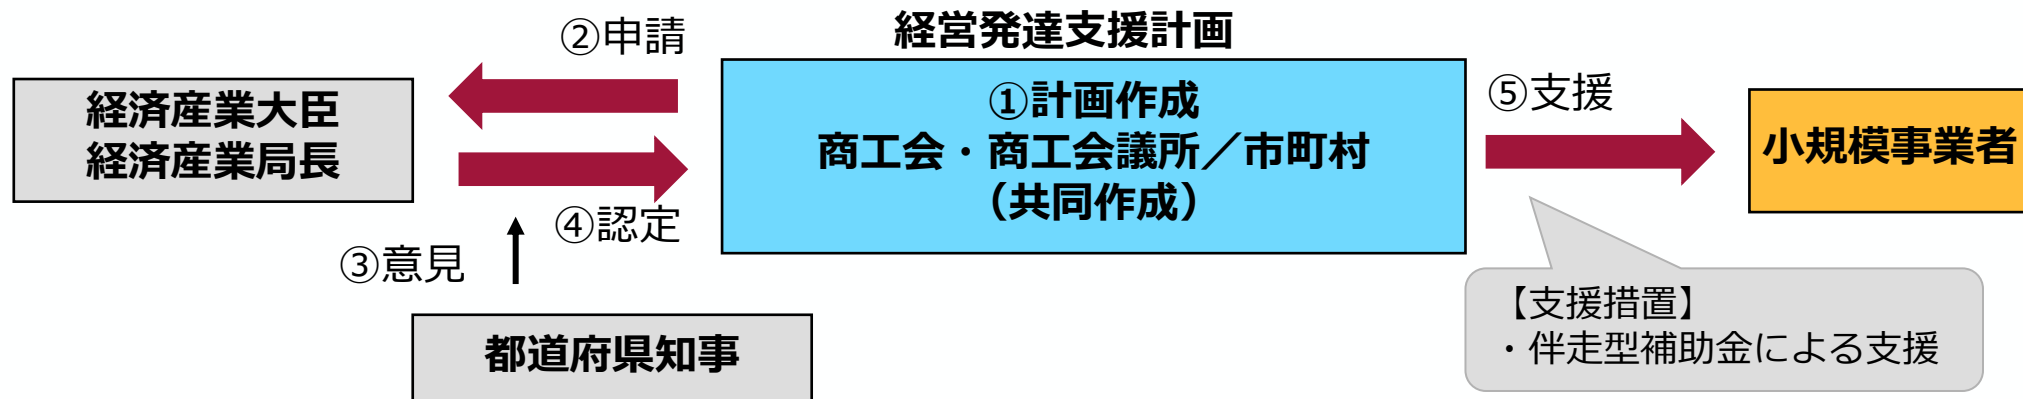 経営発達支援計画
②申請
経済産業大臣
経済産業局長
①計画作成
商工会・商工会議所／市町村
（共同作成）
⑤支援
小規模事業者
④認定
③意見
都道府県知事
【支援措置】
・伴走型補助金による支援